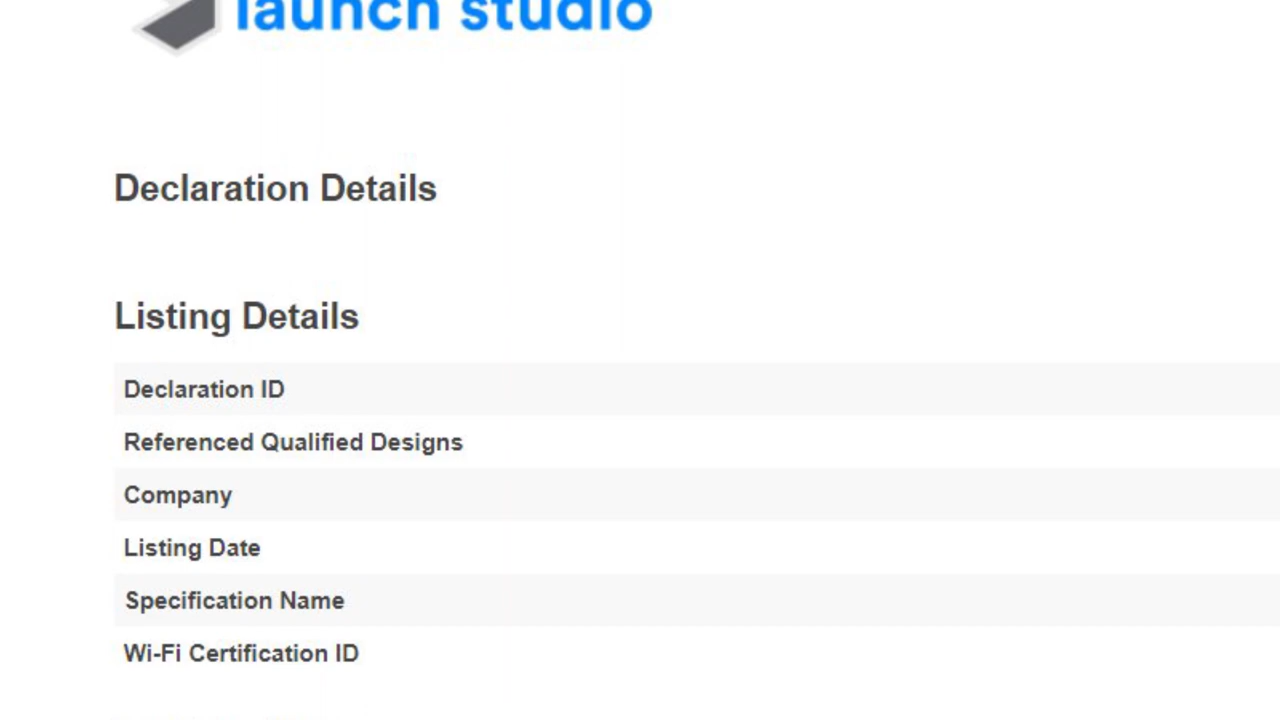 launch studio
Declaration Details
Listing Details
Declaration ID
Referenced Qualified Designs
Company
Listing Date
Specification Name
Wi-Fi Certification ID